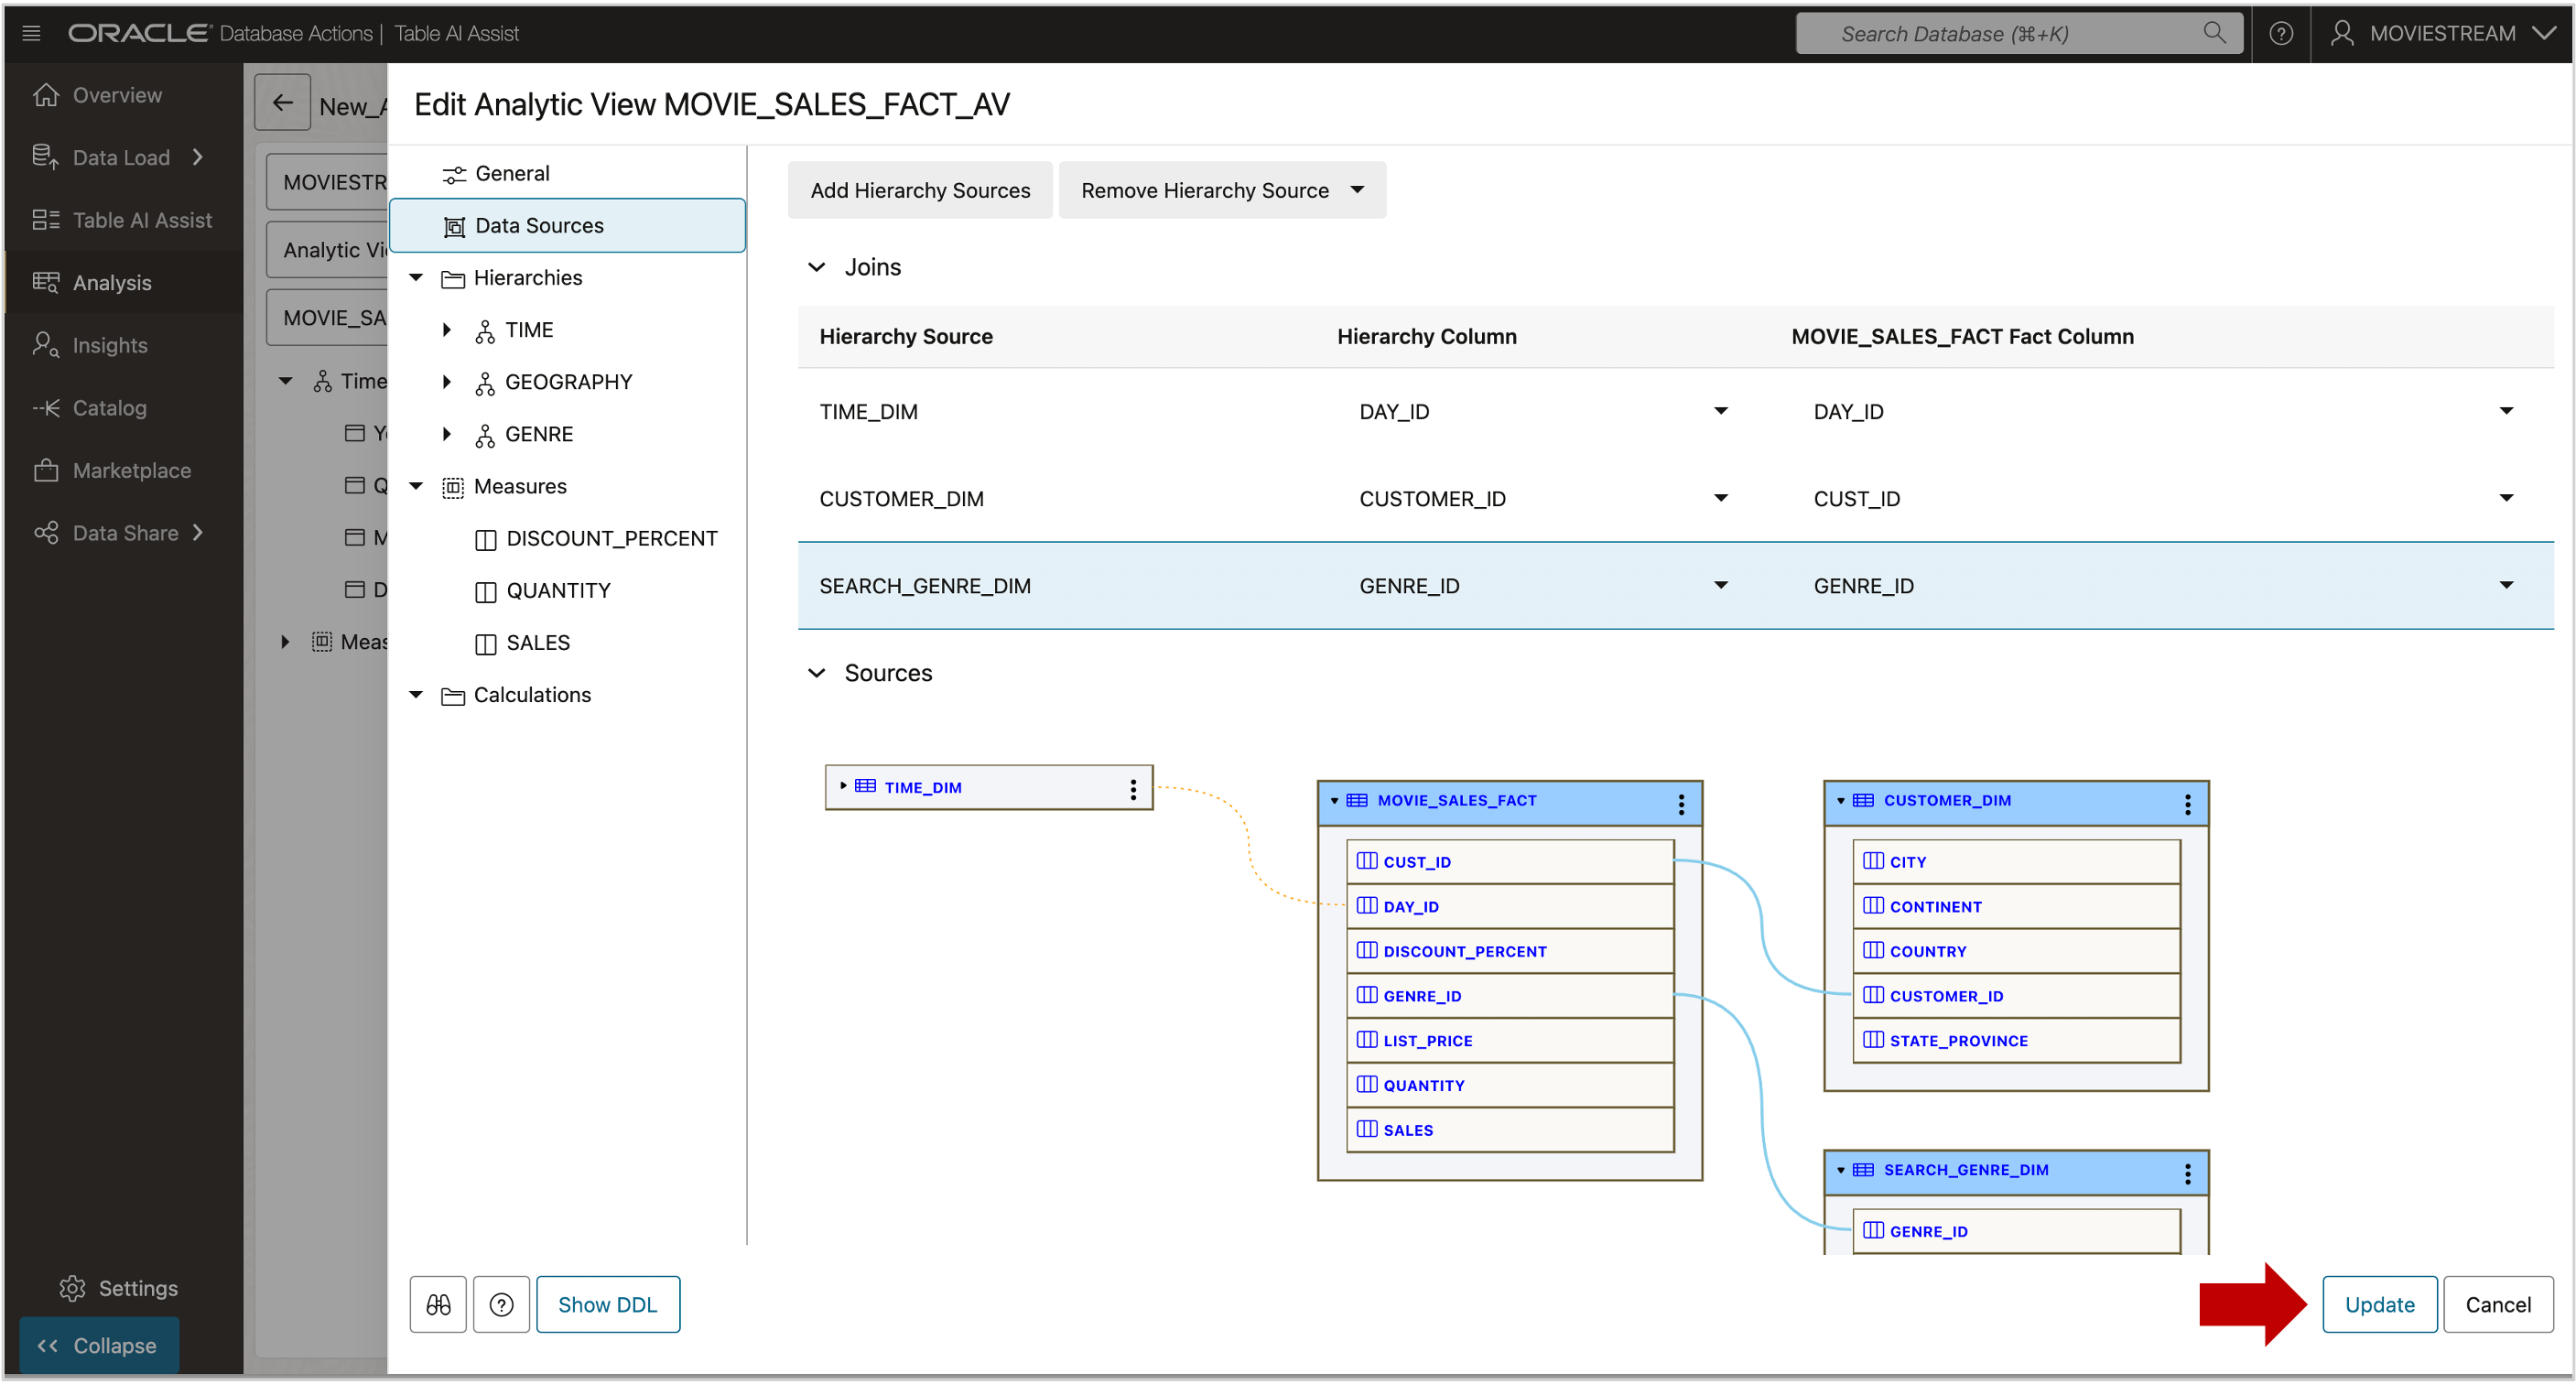 ORACLE Database Actions | Table AI Assist
Search Database (⌘+K)
MOVIESTREAM
Overview
Data Load
Table AI Assist
Analysis
Insights
Catalog
Marketplace
Data Share
Settings
Collapse
New_A
MOVIESTR
Analytic Vi
MOVIE_SA
Time
Y
Q
M
D
Meas
Edit Analytic View MOVIE_SALES_FACT_AV
General
Data Sources
Hierarchies
TIME
GEOGRAPHY
GENRE
Measures
DISCOUNT_PERCENT
QUANTITY
SALES
Calculations
Add Hierarchy Sources Remove Hierarchy Source
Joins
Hierarchy Source Hierarchy Column MOVIE_SALES_FACT Fact Column
TIME_DIM DAY_ID DAY_ID
CUSTOMER_DIM CUSTOMER_ID CUST_ID
SEARCH_GENRE_DIM GENRE_ID GENRE_ID
Sources
TIME_DIM
MOVIE_SALES_FACT
CUST_ID
DAY_ID
DISCOUNT_PERCENT
GENRE_ID
LIST_PRICE
QUANTITY
SALES
CUSTOMER_DIM
CITY
CONTINENT
COUNTRY
CUSTOMER_ID
STATE_PROVINCE
SEARCH_GENRE_DIM
GENRE_ID
Show DDL
Update
Cancel